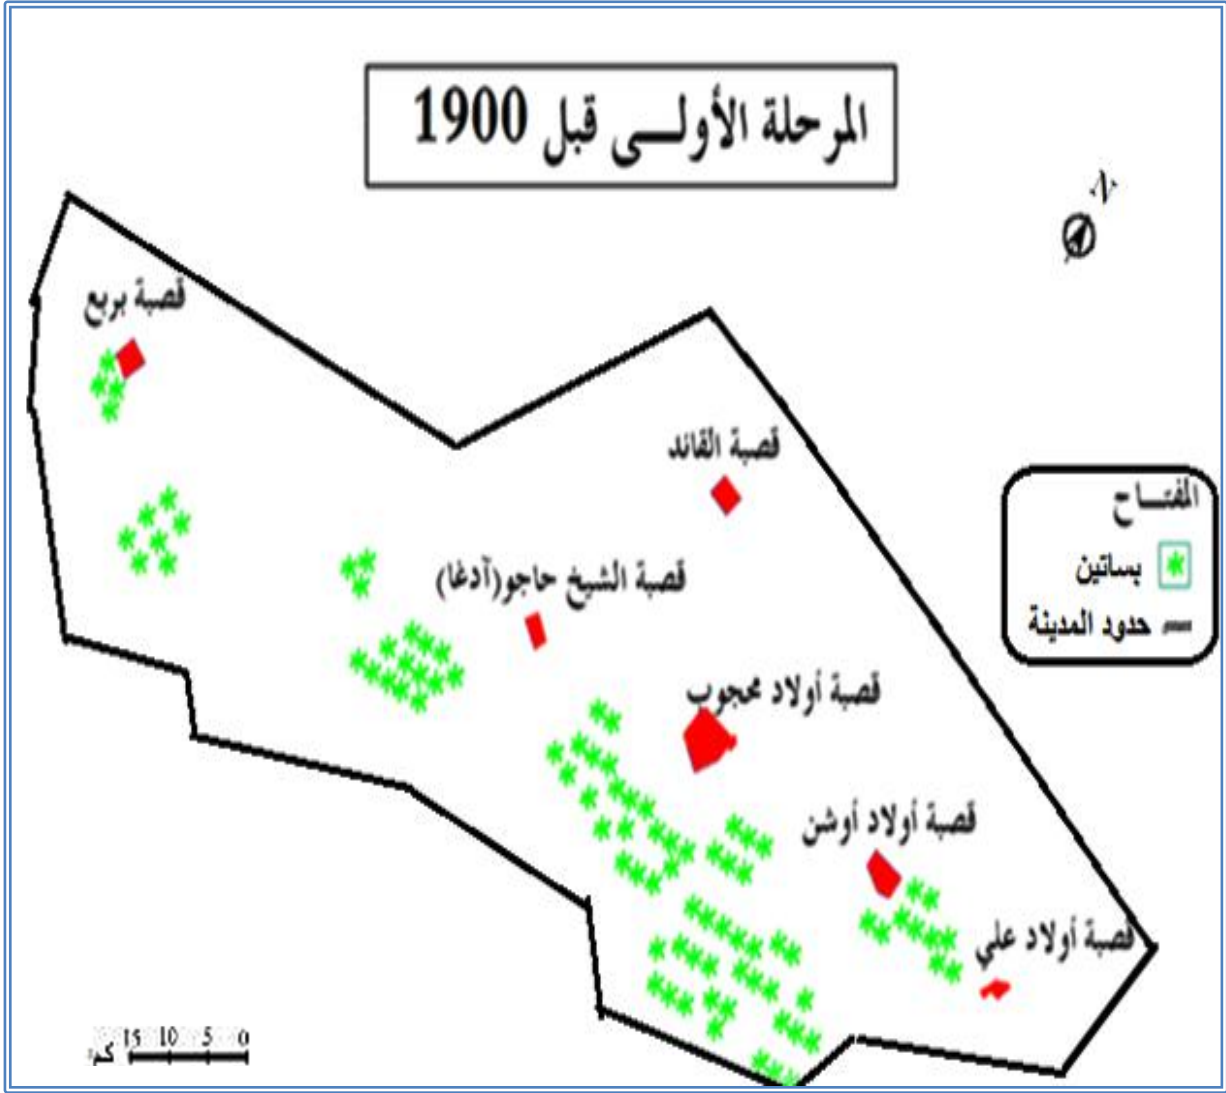 المرحلة الأولـــى قبل 1900
N
قصبة بربع
قصبة القائد
المفتـــاح
بساتين
حدود المدينة
قصبة الشيخ حاجو(آدغا)
قصبة أولاد محجوب
قصبة أولاد أوشن
قصبة أولاد علي
15 10 5 0
كم